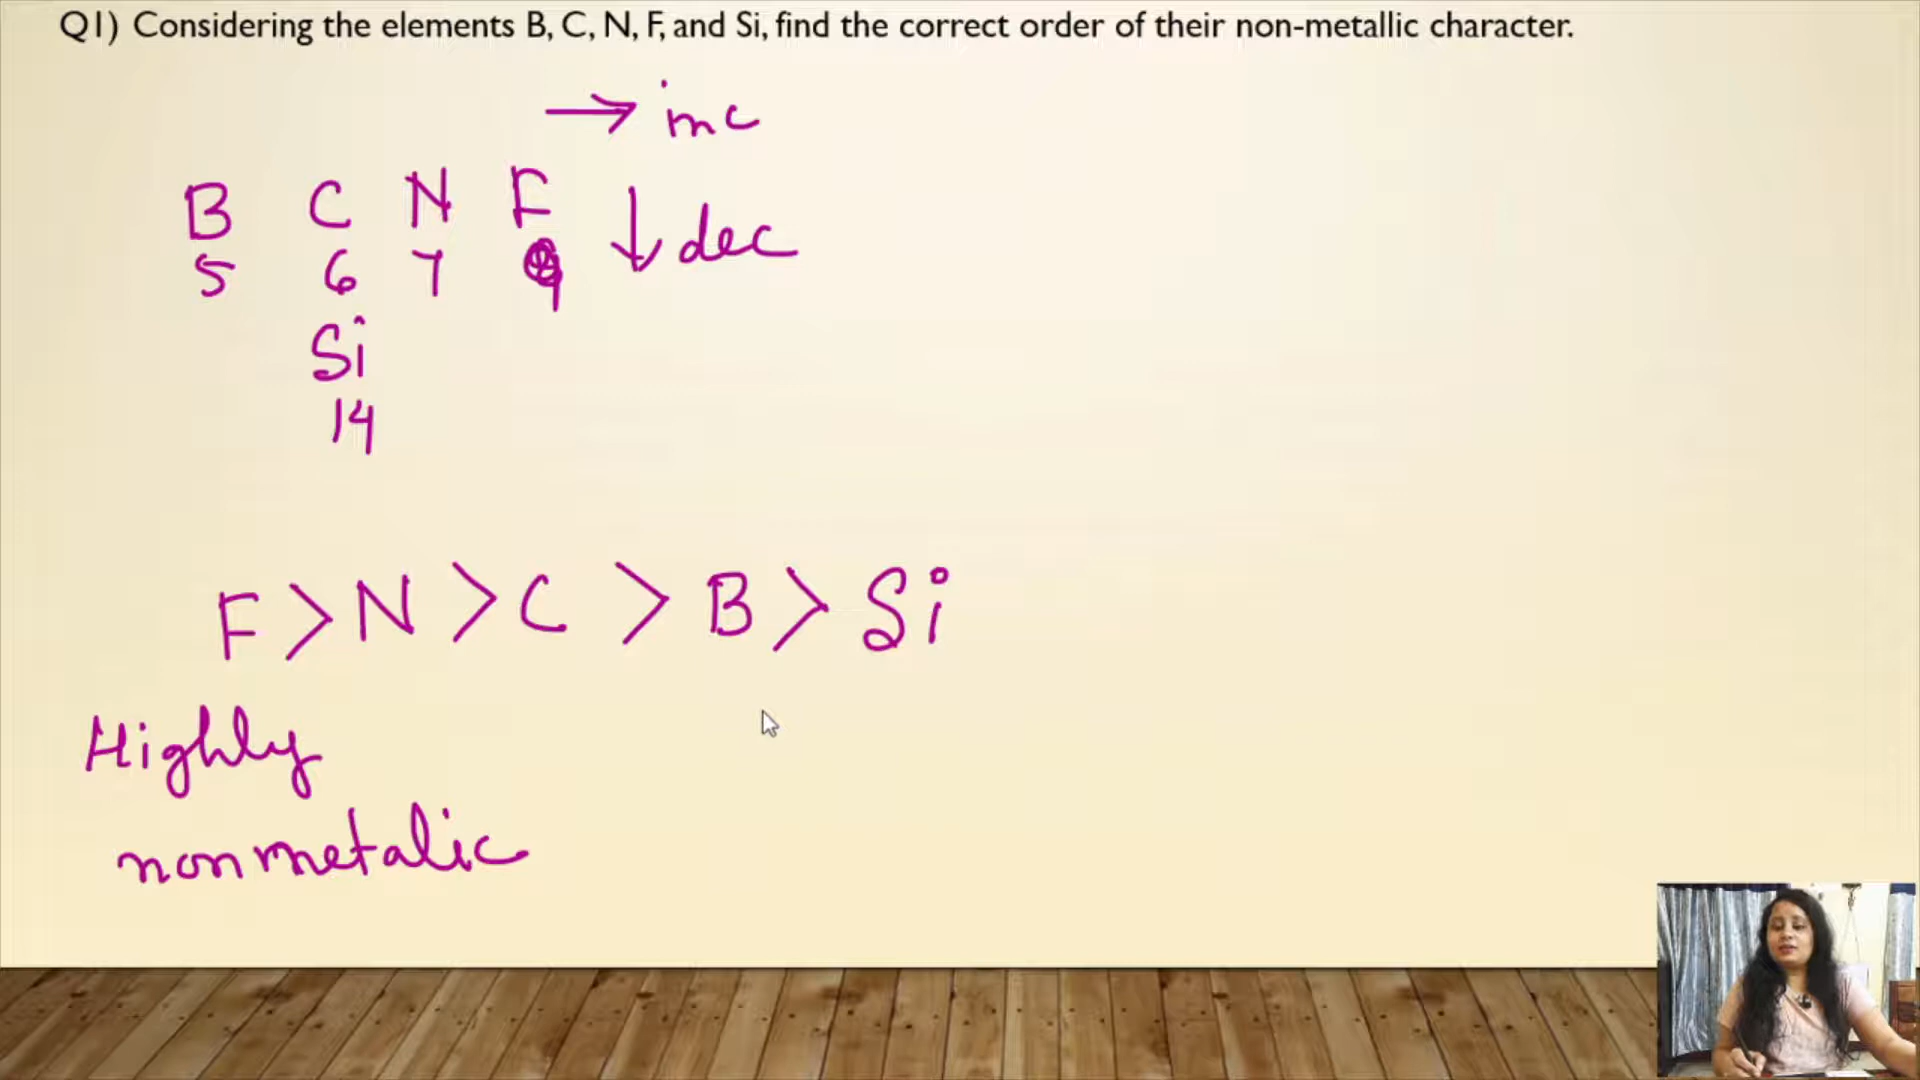 Q1) Considering the elements B, C, N, F, and Si, find the correct order of their non-metallic character.
→ inc
B C N F ↓ dec
5 6 7 9
Si
14
F > N > C > B > Si
Highly
nonmetalic